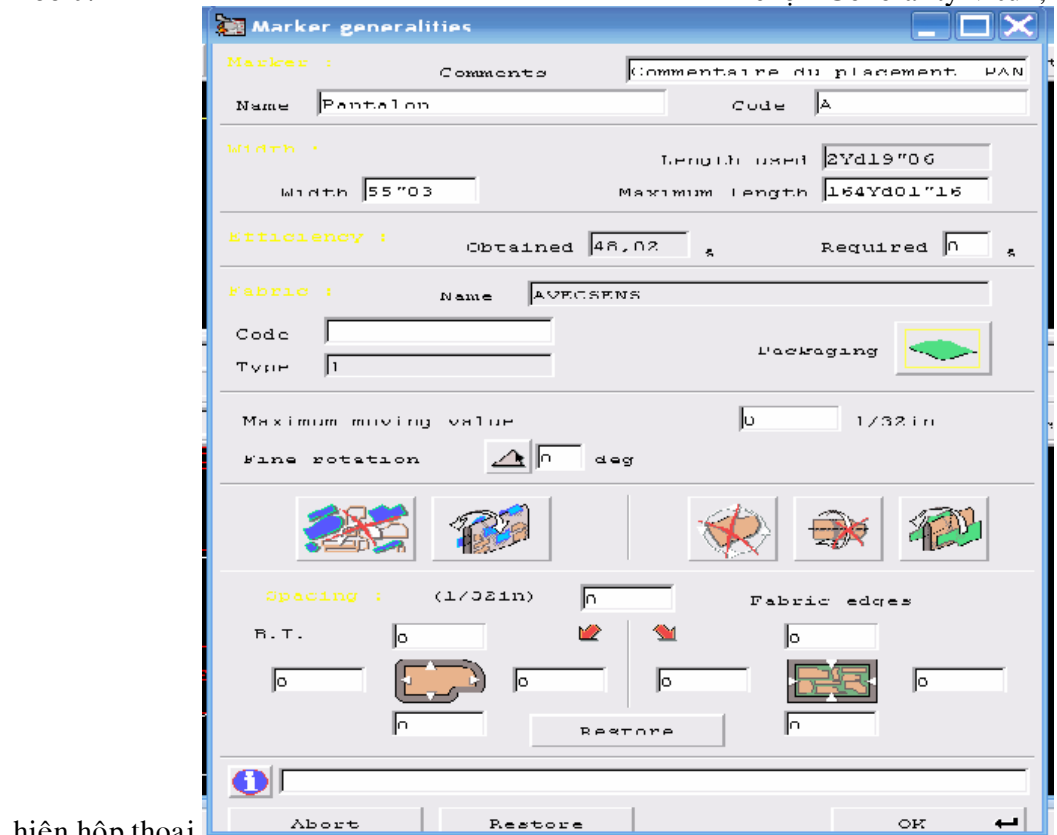 Generality
Marker generalities
Marker :
Comments Commentaire du placement PAN
Name Pantalon Code A
Width :
Length used 2Yd19"06
Width 55"03 Maximum length 164Yd01"16
Efficiency :
Obtained 48,02 % Required 0 %
Fabric :
Name AVECSENS
Code
Packaging
Type 1
Maximum moving value 0 1/32in
Fine rotation 0 deg
Spacing : (1/32in) 0 Fabric edges
R.T. 0 0
0 0 0 0
0 0
Restore
Abort Restore OK
hiện hộp thoại